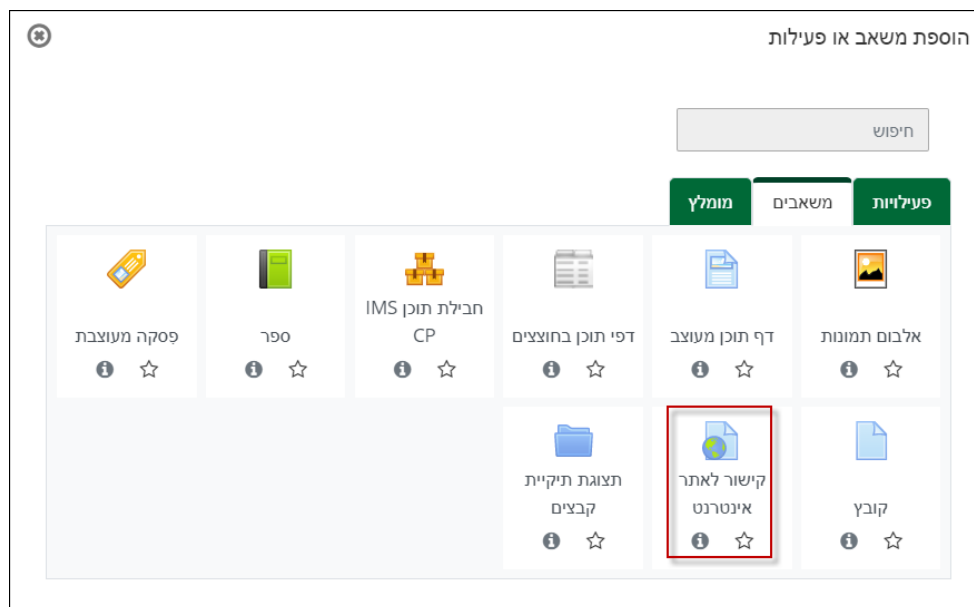 הוספת משאב או פעילות
חיפוש
פעילויות
משאבים
מומלץ
אלבום תמונות
דף תוכן מעוצב
דפי תוכן בחוצצים
חבילת תוכן IMS
CP
ספר
פסקה מעוצבת
קובץ
קישור לאתר
אינטרנט
תצוגת תיקיית
קבצים